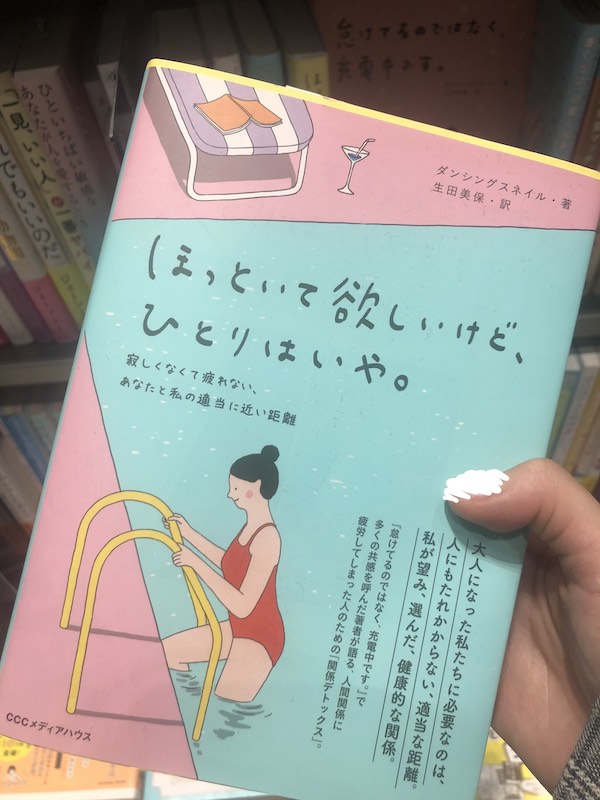 怠けてるのではなく、
充電中です。
ダンシングスネイル・著
生田美保・訳
ほっといて欲しいけど、
ひとりはいや。
寂しくなくて疲れない、
あなたと私の適当に近い距離
大人になった私たちに必要なのは、
人にもたれかからない、適当な距離。
私が望み、選んだ、健康的な関係。
『怠けてるのではなく、充電中です。』で
多くの共感を呼んだ著者が語る、人間関係に
疲労してしまった人のための「関係デトックス」。
CCCメディアハウス
ひといちばい敏感な